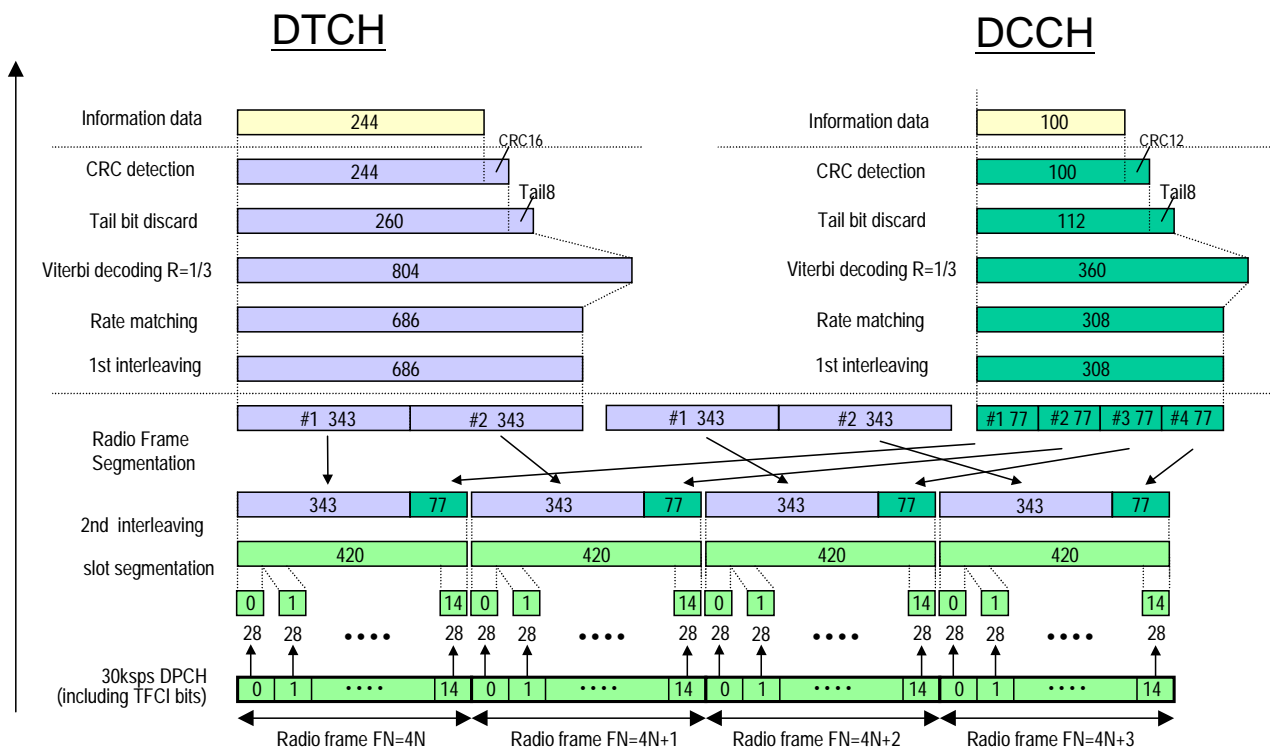 DTCH
DCCH
Information data
244
Information data
100
CRC16
CRC12
CRC detection
244
CRC detection
100
Tail8
Tail8
Tail bit discard
260
Tail bit discard
112
Viterbi decoding R=1/3
804
Viterbi decoding R=1/3
360
Rate matching
686
Rate matching
308
1st interleaving
686
1st interleaving
308
#1 343
#2 343
#1 343
#2 343
#1 77
#2 77
#3 77
#4 77
Radio Frame
Segmentation
343
77
343
77
343
77
343
77
2nd interleaving
420
420
420
420
slot segmentation
0
1
14
0
1
14
0
1
14
0
1
14
28
28
••••
28
28
28
••••
28
28
28
••••
28
28
28
••••
28
30ksps DPCH
(including TFCI bits)
0
1
••••
14
0
1
••••
14
0
1
••••
14
0
1
••••
14
Radio frame FN=4N
Radio frame FN=4N+1
Radio frame FN=4N+2
Radio frame FN=4N+3